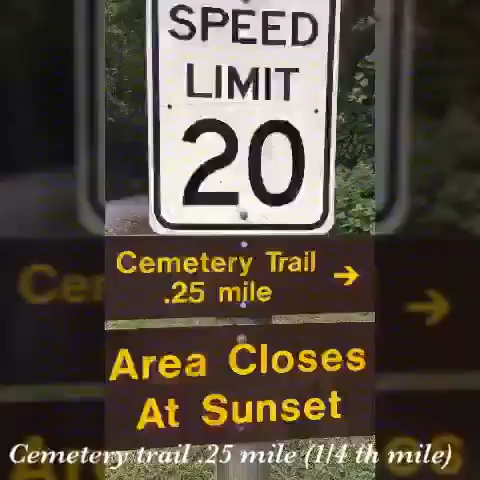 SPEED
LIMIT
20
Cemetery Trail →
.25 mile
Area Closes
At Sunset
Cemetery trail .25 mile (1/4 th mile)